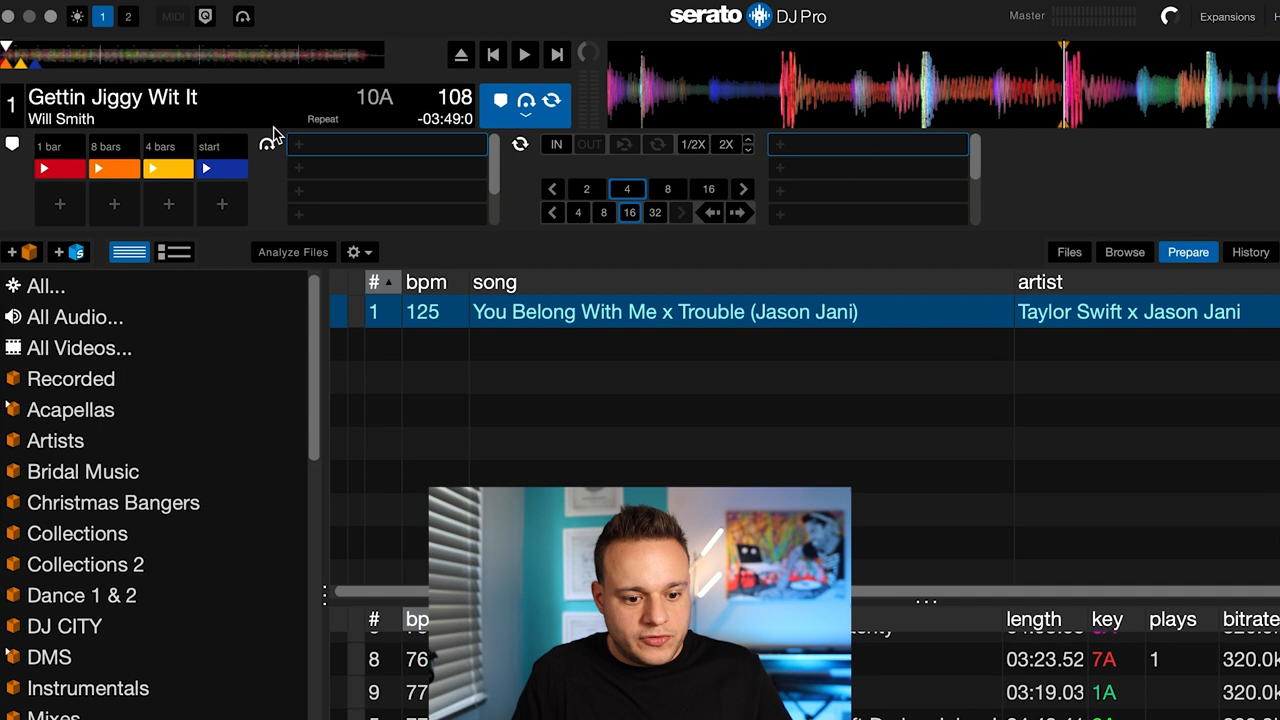 1 2 MIDI serato DJ Pro Master Expansions
1 Gettin Jiggy Wit It 10A 108
Will Smith Repeat -03:49:0
1 bar 8 bars 4 bars start
IN OUT 1/2X 2X
2 4 8 16
4 8 16 32
Analyze Files Files Browse Prepare History
# bpm song artist
1 125 You Belong With Me x Trouble (Jason Jani) Taylor Swift x Jason Jani
All...
All Audio...
All Videos...
Recorded
Acapellas
Artists
Bridal Music
Christmas Bangers
Collections
Collections 2
Dance 1 & 2
DJ CITY
DMS
Instrumentals
Mixes
# bp length key plays bitrate
8 76 03:23.52 7A 1 320.0k
9 77 03:19.03 1A 320.0k